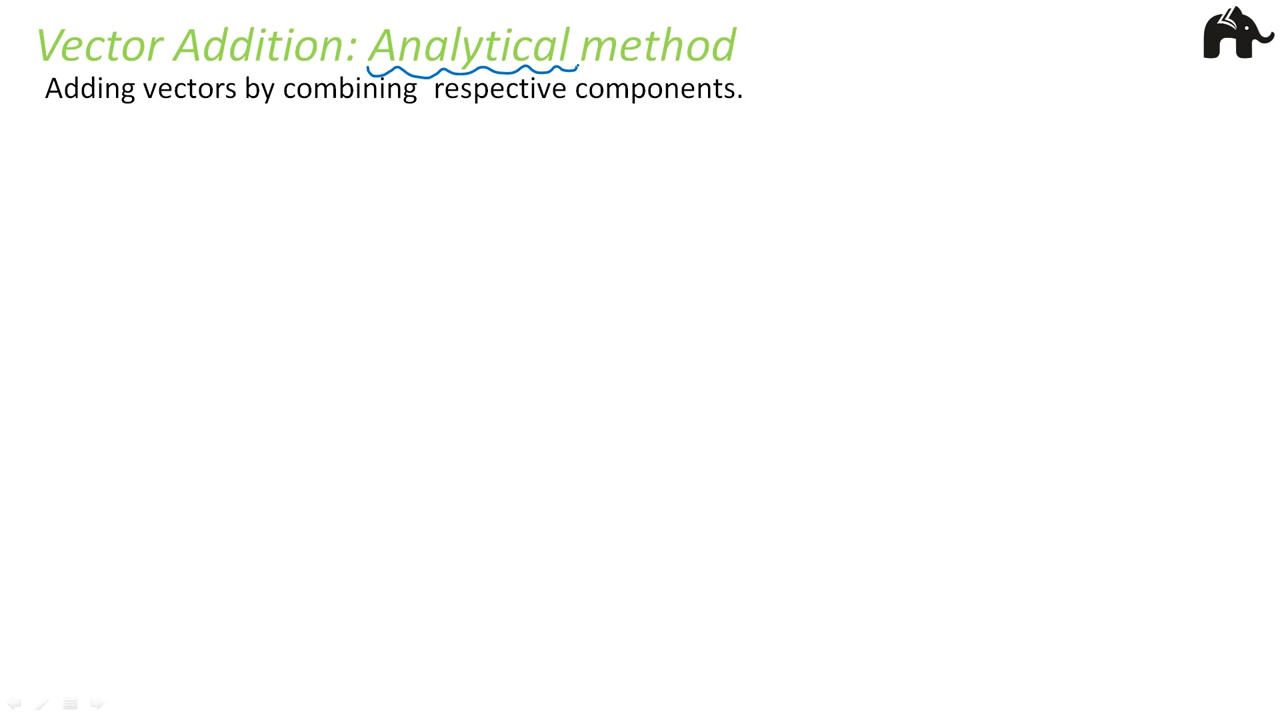 Vector Addition: Analytical method
Adding vectors by combining  respective components.